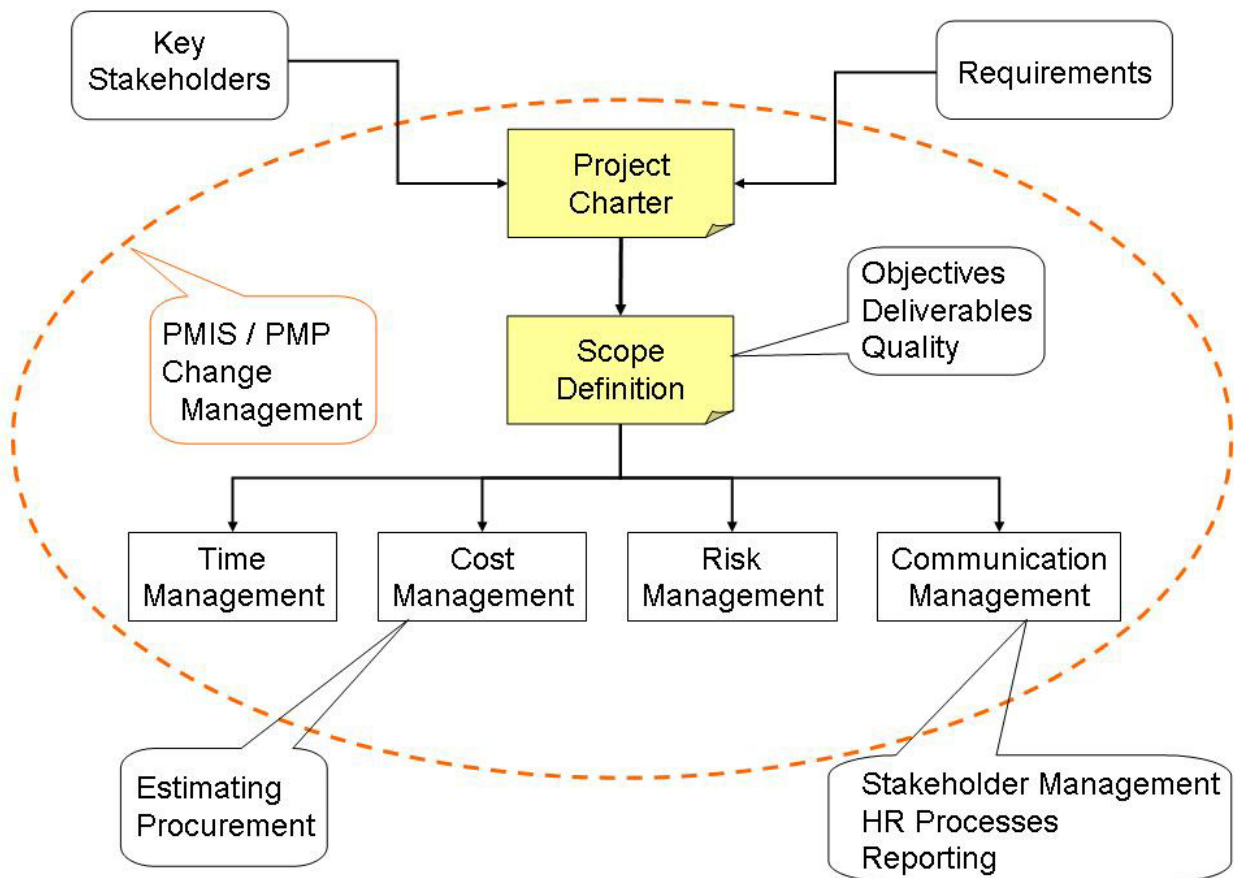 Key
Stakeholders
Requirements
Project
Charter
Objectives
Deliverables
Quality
PMIS / PMP
Change
Management
Scope
Definition
Time
Management
Cost
Management
Risk
Management
Communication
Management
Estimating
Procurement
Stakeholder Management
HR Processes
Reporting